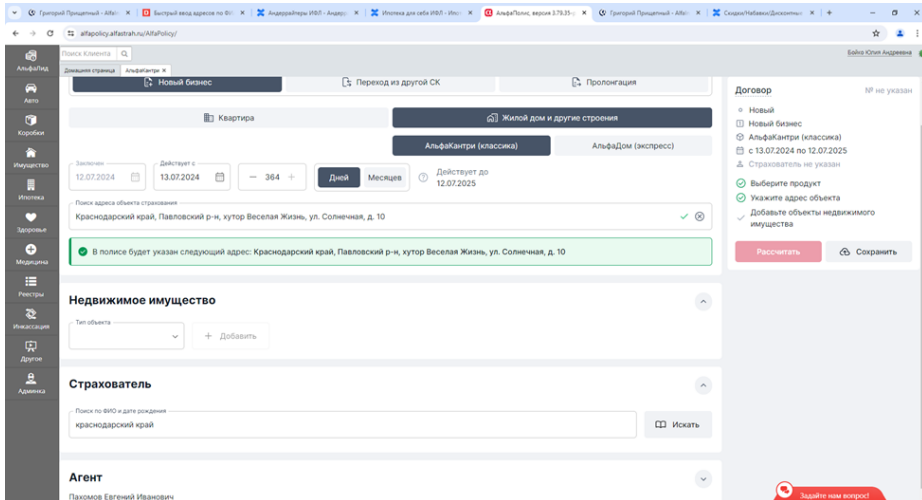 Григорий Прищепный - Alfa
Быстрый ввод адресов по ФИ
Андеррайтеры ИФЛ - Андерр
Ипотека для себя ИФЛ - Ипот
АльфаПолис, версия 3.79.35-
Григорий Прищепный - Alfa
Скидки/Надбавки/Дисконтны
alfapolicy.alfastrah.ru/AlfaPolicy/
Поиск Клиента
Бойко Юлия Андреевна
Домашняя страница
АльфаКантри
АльфаЛид
Авто
Коробки
Имущество
Ипотека
Здоровье
Медицина
Реестры
Инкассация
Другое
Админка
Новый бизнес
Переход из другой СК
Пролонгация
Квартира
Жилой дом и другие строения
АльфаКантри (классика)
АльфаДом (экспресс)
Заключен
12.07.2024
Действует с
13.07.2024
— 364 +
Дней
Месяцев
Действует до
12.07.2025
Поиск адреса объекта страхования
Краснодарский край, Павловский р-н, хутор Веселая Жизнь, ул. Солнечная, д. 10
В полисе будет указан следующий адрес: Краснодарский край, Павловский р-н, хутор Веселая Жизнь, ул. Солнечная, д. 10
Недвижимое имущество
Тип объекта
+ Добавить
Страхователь
Поиск по ФИО и дате рождения
краснодарский край
Искать
Агент
Пахомов Евгений Иванович
Договор
№ не указан
Новый
Новый бизнес
АльфаКантри (классика)
с 13.07.2024 по 12.07.2025
Страхователь не указан
Выберите продукт
Укажите адрес объекта
Добавьте объекты недвижимого
имущества
Рассчитать
Сохранить
Задайте нам вопрос!